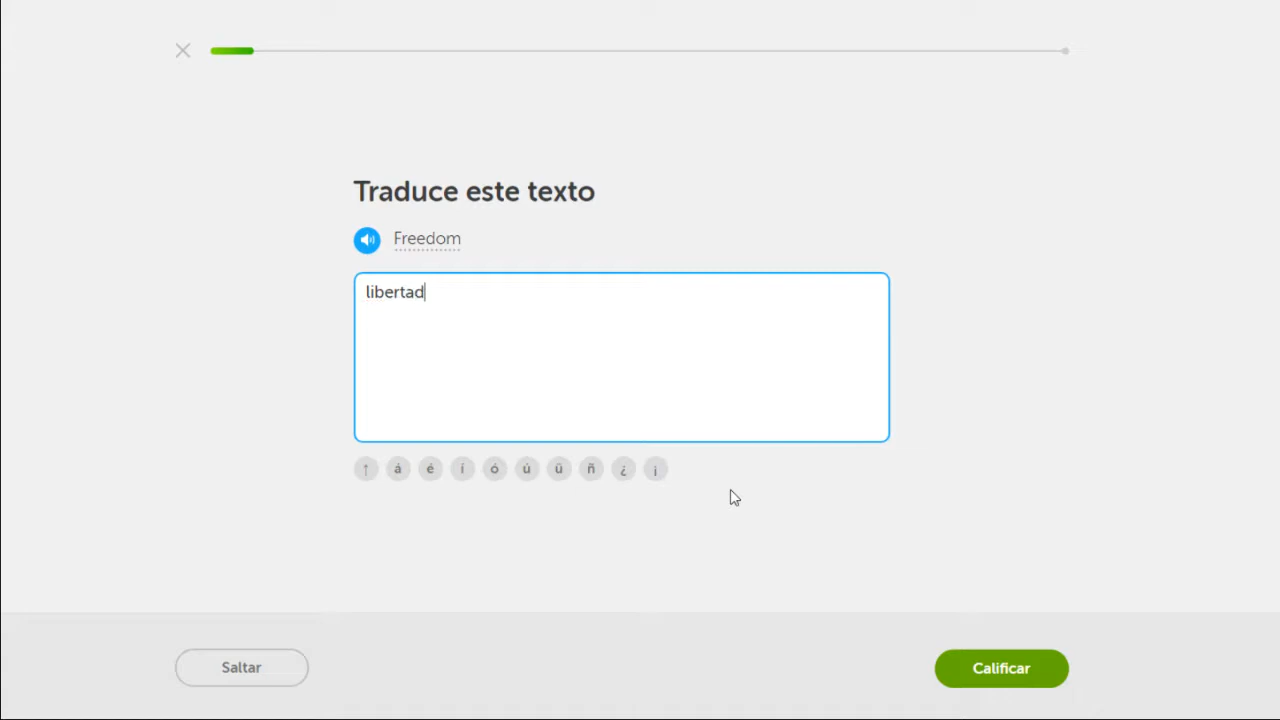 Traduce este texto
Freedom
libertad
↑ á é í ó ú ü ñ ¿ ¡
Saltar
Calificar